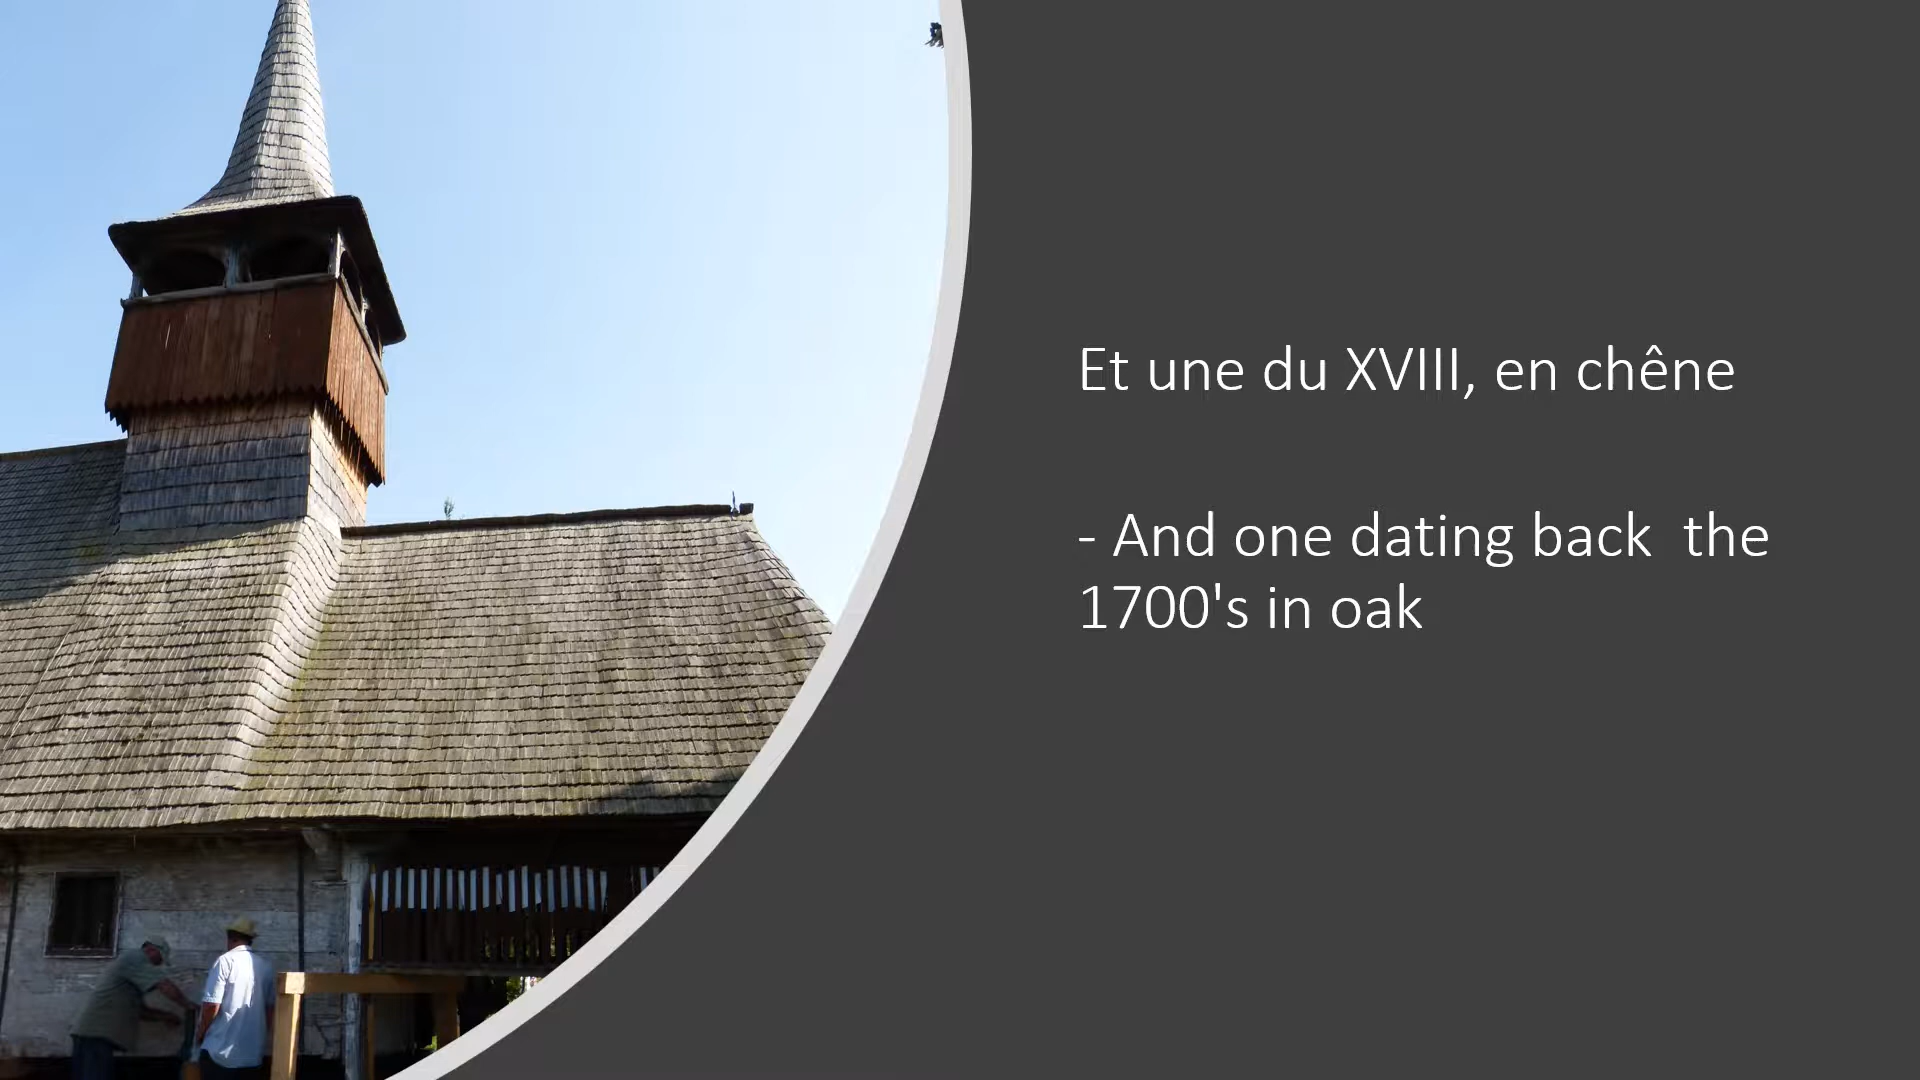 Et une du XVIII, en chêne
- And one dating back  the
1700's in oak